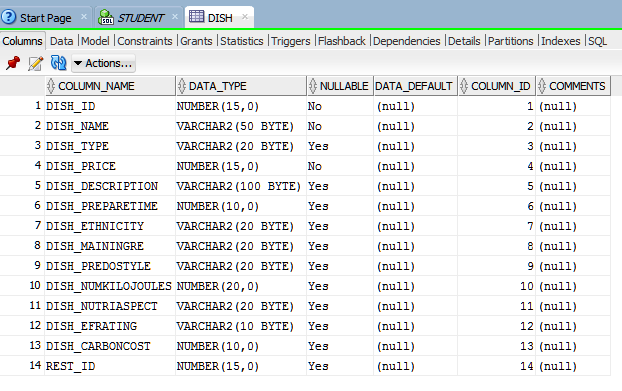 Start Page STUDENT DISH
Columns Data Model Constraints Grants Statistics Triggers Flashback Dependencies Details Partitions Indexes SQL
Actions...
COLUMN_NAME DATA_TYPE NULLABLE DATA_DEFAULT COLUMN_ID COMMENTS
1 DISH_ID NUMBER(15,0) No (null) 1 (null)
2 DISH_NAME VARCHAR2(50 BYTE) No (null) 2 (null)
3 DISH_TYPE VARCHAR2(20 BYTE) Yes (null) 3 (null)
4 DISH_PRICE NUMBER(15,0) No (null) 4 (null)
5 DISH_DESCRIPTION VARCHAR2(100 BYTE) Yes (null) 5 (null)
6 DISH_PREPARETIME NUMBER(10,0) Yes (null) 6 (null)
7 DISH_ETHNICITY VARCHAR2(20 BYTE) Yes (null) 7 (null)
8 DISH_MAININGRE VARCHAR2(20 BYTE) Yes (null) 8 (null)
9 DISH_PREDOSTYLE VARCHAR2(20 BYTE) Yes (null) 9 (null)
10 DISH_NUMKILOJOULES NUMBER(20,0) Yes (null) 10 (null)
11 DISH_NUTRIASPECT VARCHAR2(20 BYTE) Yes (null) 11 (null)
12 DISH_EFRATING VARCHAR2(10 BYTE) Yes (null) 12 (null)
13 DISH_CARBONCOST NUMBER(10,0) Yes (null) 13 (null)
14 REST_ID NUMBER(15,0) Yes (null) 14 (null)